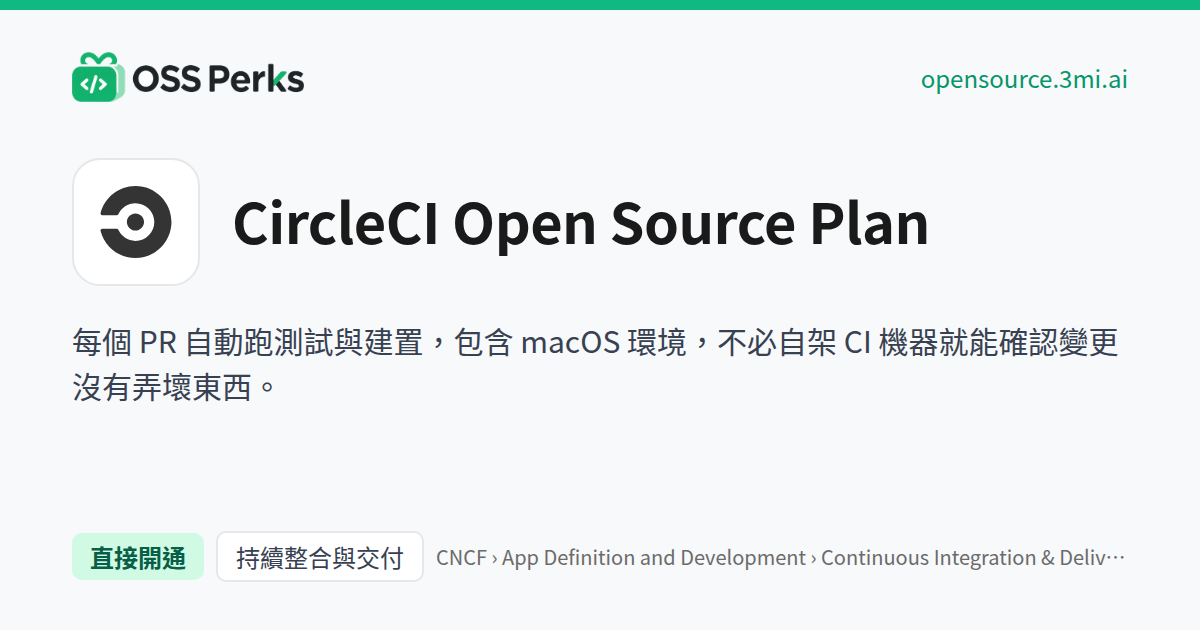 OSS Perks
opensource.3mi.ai
CircleCI Open Source Plan
每個 PR 自動跑測試與建置，包含 macOS 環境，不必自架 CI 機器就能確認變更
沒有弄壞東西。
直接開通
持續整合與交付
CNCF › App Definition and Development › Continuous Integration & Deliv…